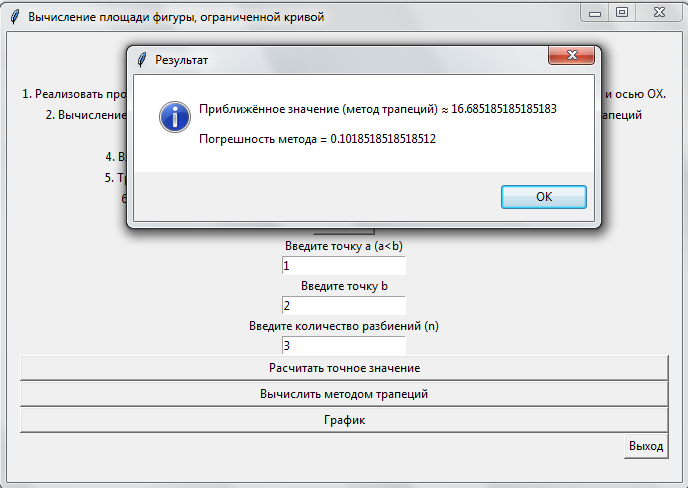 Вычисление площади фигуры, ограниченной кривой
Результат
1. Реализовать про и осью OX.
2. Вычисление апеций
4. В
5. Т
Приближённое значение (метод трапеций) ≈ 16.685185185185183
Погрешность метода = 0.1018518518518512
OK
Введите точку a (a<b)
1
Введите точку b
2
Введите количество разбиений (n)
3
Расчитать точное значение
Вычислить методом трапеций
График
Выход